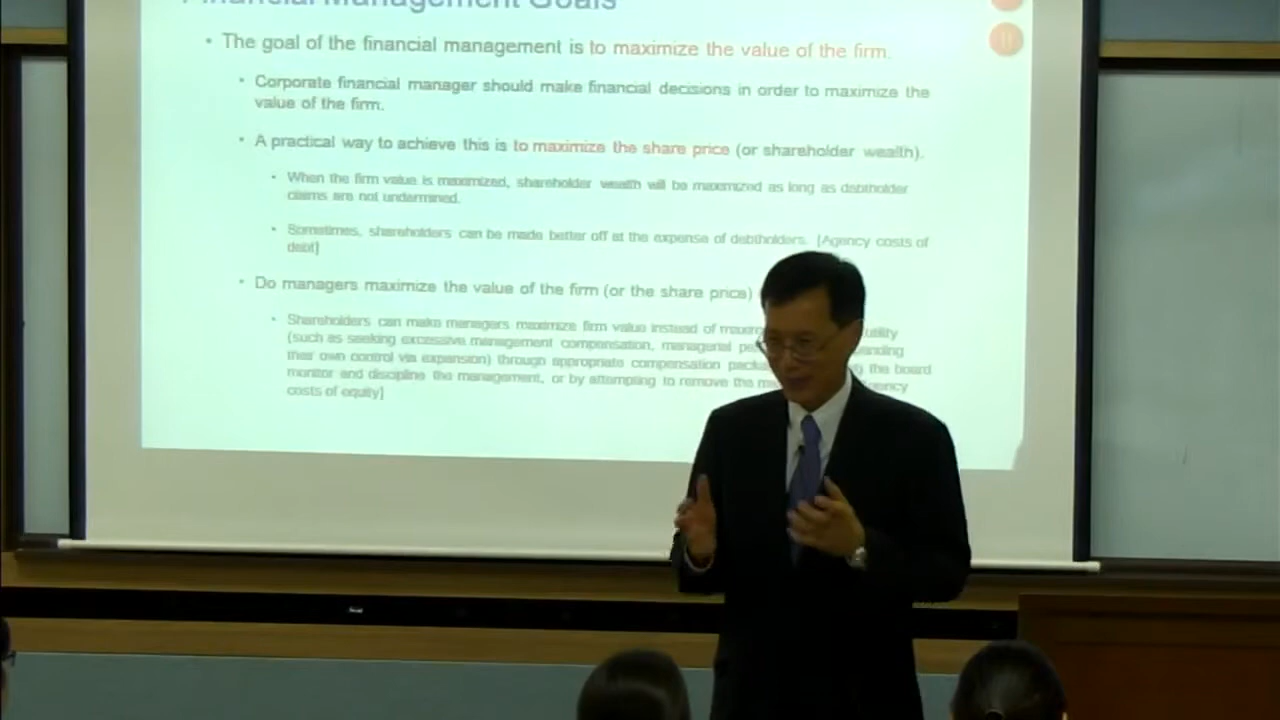 Financial Management Goals
• The goal of the financial management is to maximize the value of the firm.
• Corporate financial manager should make financial decisions in order to maximize the
value of the firm.
• A practical way to achieve this is to maximize the share price (or shareholder wealth).
• When the firm value is maximized, shareholder wealth will be maximized as long as debtholder
claims are not undermined.
• Sometimes, shareholders can be made better off at the expense of debtholders. [Agency costs of
debt]
• Do managers maximize the value of the firm (or the share price)
• Shareholders can make managers maximize firm value instead of
(such as seeking excessive management compensation, managerial
their own control via expansion) through appropriate compensation the board
monitor and discipline the management, or by attempting to remove the
costs of equity]